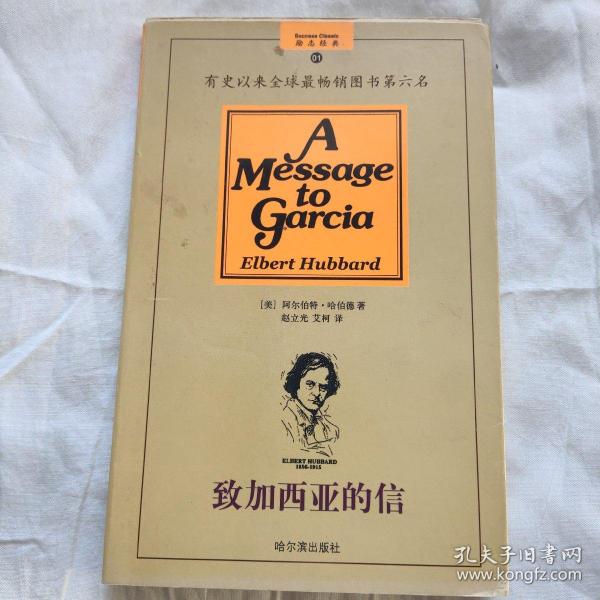 Success Classic
励志经典
01
有史以来全球最畅销图书第六名
A
Message
to
Garcia
Elbert Hubbard
[美] 阿尔伯特·哈伯德 著
赵立光 艾柯 译
ELBERT HUBBARD
1856-1915
致加西亚的信
哈尔滨出版社
孔夫子旧书网
www.kongfz.com